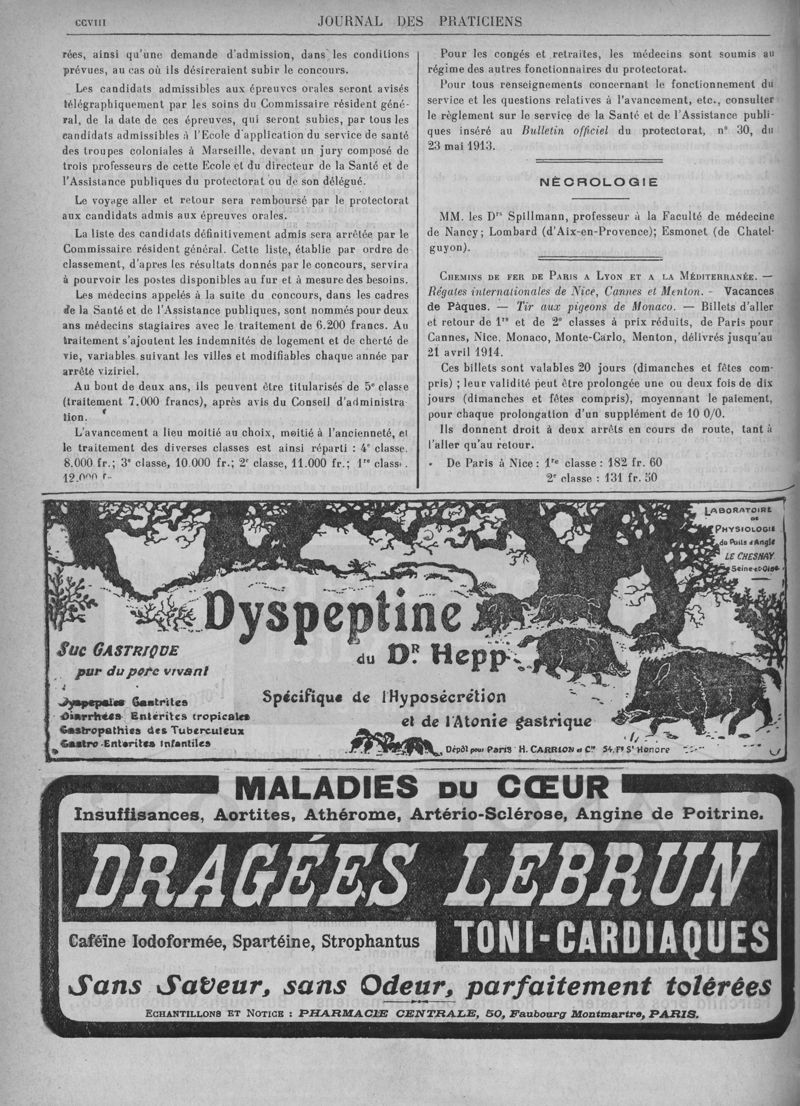 CCVIII
JOURNAL DES PRATICIENS
rées, ainsi qu'une demande d'admission, dans les conditions
prévues, au cas où ils désireraient subir le concours.
Les candidats admissibles aux épreuves orales seront avisés
télégraphiquement par les soins du Commissaire résident géné-
ral, de la date de ces épreuves, qui seront subies, par tous les
candidats admissibles à l'Ecole d'application du service de santé
des troupes coloniales à Marseille, devant un jury composé de
trois professeurs de cette Ecole et du directeur de la Santé et de
l'Assistance publiques du protectorat ou de son délégué.
Le voyage aller et retour sera remboursé par le protectorat
aux candidats admis aux épreuves orales.
La liste des candidats définitivement admis sera arrêtée par le
Commissaire résident général. Cette liste, établie par ordre de
classement, d'apres les résultats donnés par le concours, servira
à pourvoir les postes disponibles au fur et à mesure des besoins.
Les médecins appelés à la suite du concours, dans les cadres
de la Santé et de l'Assistance publiques, sont nommés pour deux
ans médecins stagiaires avec le traitement de 6.200 francs. Au
traitement s'ajoutent les indemnités de logement et de cherté de
vie, variables suivant les villes et modifiables chaque année par
arrêté viziriel.
Au bout de deux ans, ils peuvent être titularisés de 5e classe
(traitement 7.000 francs), après avis du Conseil d'administra
tion.
L'avancement a lieu moitié au choix, moitié à l'ancienneté, et
le traitement des diverses classes est ainsi réparti : 4e classe,
8.000 fr.; 3e classe, 10.000 fr.; 2e classe, 11.000 fr.; 1re classe.
12.000 f
Pour les congés et retraites, les médecins sont soumis au
régime des autres fonctionnaires du protectorat.
Pour tous renseignements concernant le fonctionnement du
service et les questions relatives à l'avancement, etc., consulter
le règlement sur le service de la Santé et de l'Assistance publi-
ques inséré au Bulletin officiel du protectorat, n° 30, du
23 mai 1913.
NÉCROLOGIE
MM. les Drs Spillmann, professeur à la Faculté de médecine
de Nancy; Lombard (d'Aix-en-Provence); Esmonet (de Chatel-
guyon).
CHEMINS DE FER DE PARIS A LYON ET A LA MÉDITERRANÉE. —
Régates internationales de Nice, Cannes et Menton. - Vacances
de Pâques. — Tir aux pigeons de Monaco. — Billets d'aller
et retour de 1re et de 2e classes à prix réduits, de Paris pour
Cannes, Nice, Monaco, Monte-Carlo, Menton, délivrés jusqu'au
21 avril 1914.
Ces billets sont valables 20 jours (dimanches et fêtes com-
pris) ; leur validité peut être prolongée une ou deux fois de dix
jours (dimanches et fêtes compris), moyennant le paiement,
pour chaque prolongation d'un supplément de 10 0/0.
Ils donnent droit à deux arrêts en cours de route, tant à
l'aller qu'au retour.
De Paris à Nice : 1re classe : 182 fr. 60
2e classe : 131 fr. 50
LABORATOIRE
DE
PHYSIOLOGIE
du Puits d'Angle
LE CHESNAY
Seine-et-Oise
Dyspeptine
du DR. Hepp
SUC GASTRIQUE
pur du porc vivant
Spécifique de l'Hyposécrétion
et de l'Atonie gastrique
Dyspepsies Gastrites
Diarrhées Entérites tropicales
Gastropathies des Tuberculeux
Gastro-Enterites Infantiles
Dépôt pour Paris H. CARRION et Cie 54, Fg St Honore
MALADIES DU CŒUR
Insuffisances, Aortites, Athérome, Artério-Sclérose, Angine de Poitrine.
DRAGÉES LEBRUN
Caféïne Iodoformée, Spartéine, Strophantus
TONI-CARDIAQUES
Sans Saveur, sans Odeur, parfaitement tolérées
ECHANTILLONS ET NOTICE : PHARMACIE CENTRALE, 50, Faubourg Montmartre, PARIS.